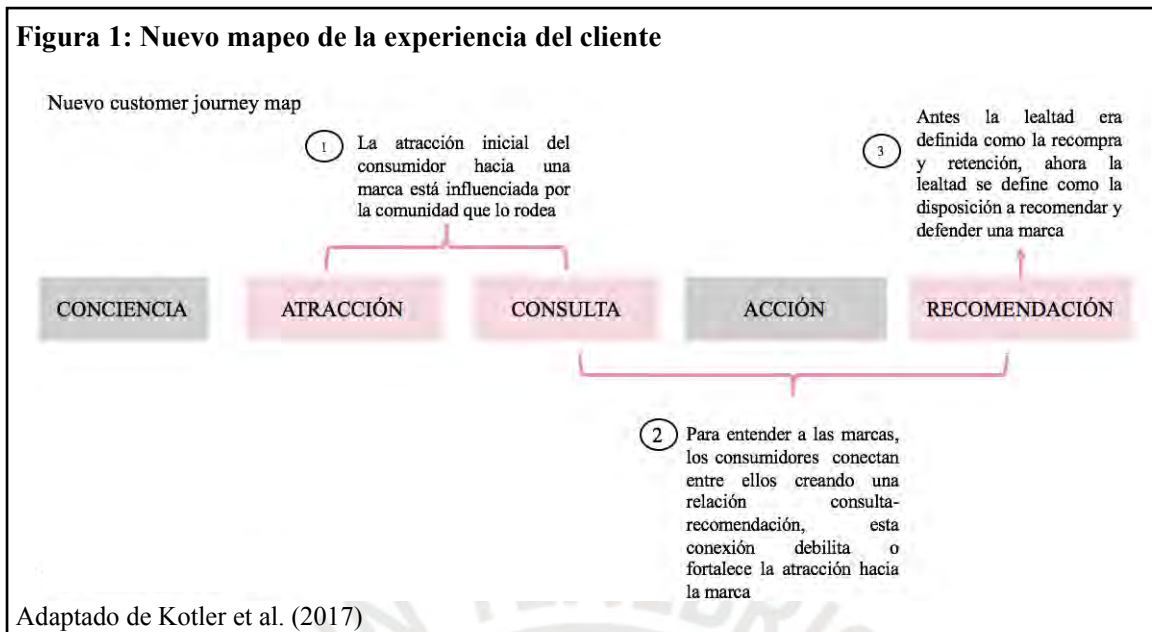 Figura 1: Nuevo mapeo de la experiencia del cliente
Nuevo customer journey map
1
La atracción inicial del
consumidor hacia una
marca está influenciada por
la comunidad que lo rodea
3
Antes la lealtad era
definida como la recompra
y retención, ahora la
lealtad se define como la
disposición a recomendar y
defender una marca
CONCIENCIA
ATRACCIÓN
CONSULTA
ACCIÓN
RECOMENDACIÓN
2
Para entender a las marcas,
los consumidores conectan
entre ellos creando una
relación consulta-
recomendación, esta
conexión debilita o
fortalece la atracción hacia
la marca
Adaptado de Kotler et al. (2017)